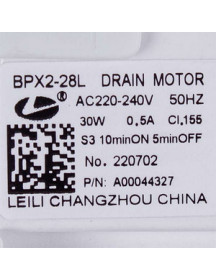 BPX2-28L DRAIN MOTOR
AC220-240V 50HZ
30W 0,5A Cl,155
S3 10minON 5minOFF
No. 220702
P/N: A00044327
LEILI CHANGZHOU CHINA